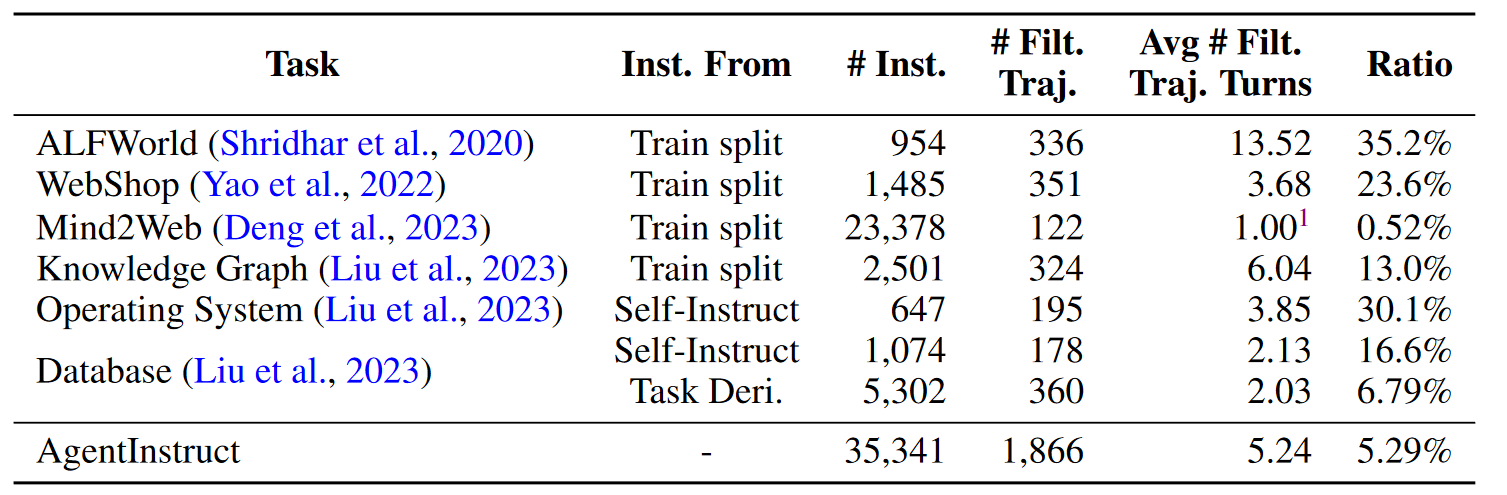 Task Inst. From # Inst. # Filt. Traj. Avg # Filt. Traj. Turns Ratio
ALFWorld (Shridhar et al., 2020) Train split 954 336 13.52 35.2%
WebShop (Yao et al., 2022) Train split 1,485 351 3.68 23.6%
Mind2Web (Deng et al., 2023) Train split 23,378 122 1.00¹ 0.52%
Knowledge Graph (Liu et al., 2023) Train split 2,501 324 6.04 13.0%
Operating System (Liu et al., 2023) Self-Instruct 647 195 3.85 30.1%
Database (Liu et al., 2023) Self-Instruct 1,074 178 2.13 16.6%
Task Deri. 5,302 360 2.03 6.79%
AgentInstruct - 35,341 1,866 5.24 5.29%